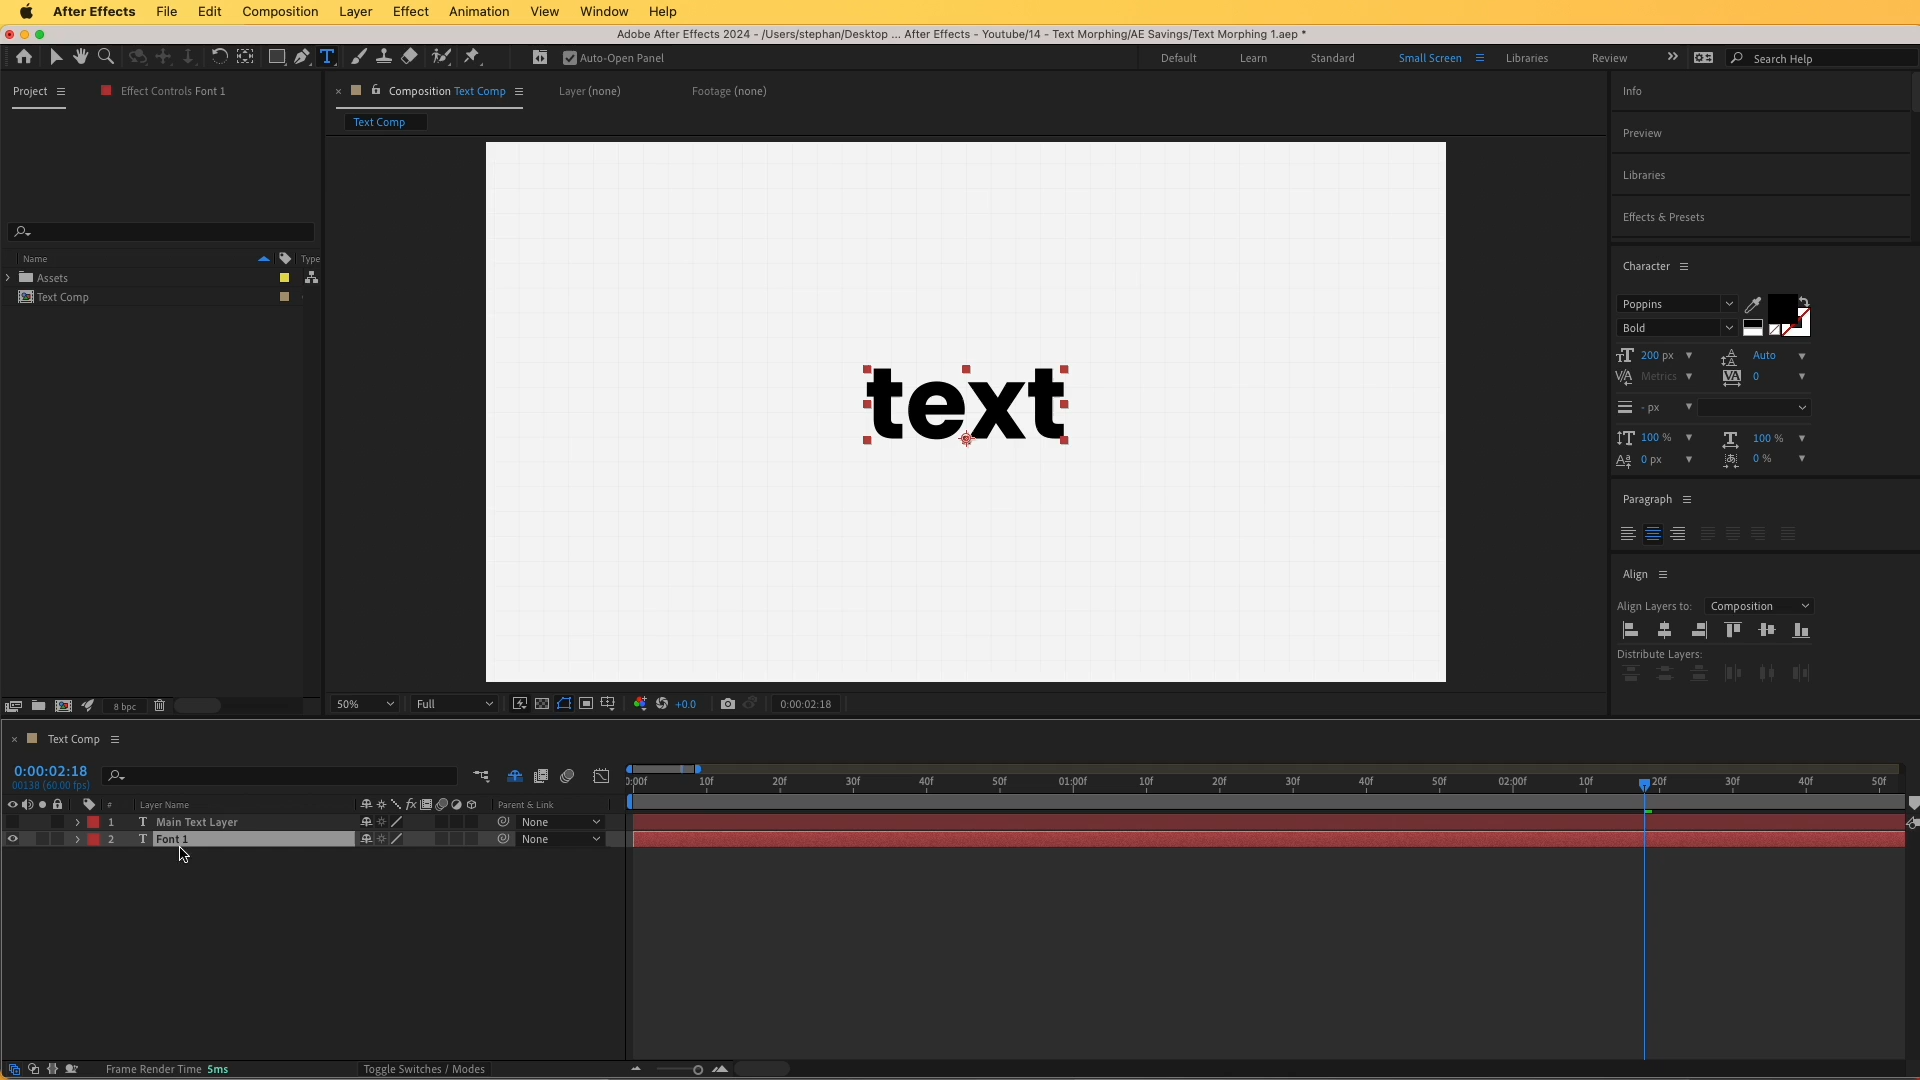 After Effects File Edit Composition Layer Effect Animation View Window Help
Adobe After Effects 2024 - /Users/stephan/Desktop ... After Effects - Youtube/14 - Text Morphing/AE Savings/Text Morphing 1.aep *
Auto-Open Panel Default Learn Standard Small Screen Libraries Review Search Help
Project Effect Controls Font 1 Composition Text Comp Layer (none) Footage (none) Info
Text Comp
Preview
Libraries
Effects & Presets
Name Type
Assets
Text Comp
Character
Poppins
Bold
200 px Auto
Metrics 0
- px
100 % 100 %
0 px 0 %
text
Paragraph
Align
Align Layers to: Composition
Distribute Layers:
8 bpc 50% Full +0.0 0:00:02:18
Text Comp
0:00:02:18
00138 (60.00 fps)
0:00f 10f 20f 30f 40f 50f 01:00f 10f 20f 30f 40f 50f 02:00f 10f 20f 30f 40f 50f
# Layer Name fx Parent & Link
1 T Main Text Layer None
2 T Font 1 None
Frame Render Time 5ms Toggle Switches / Modes